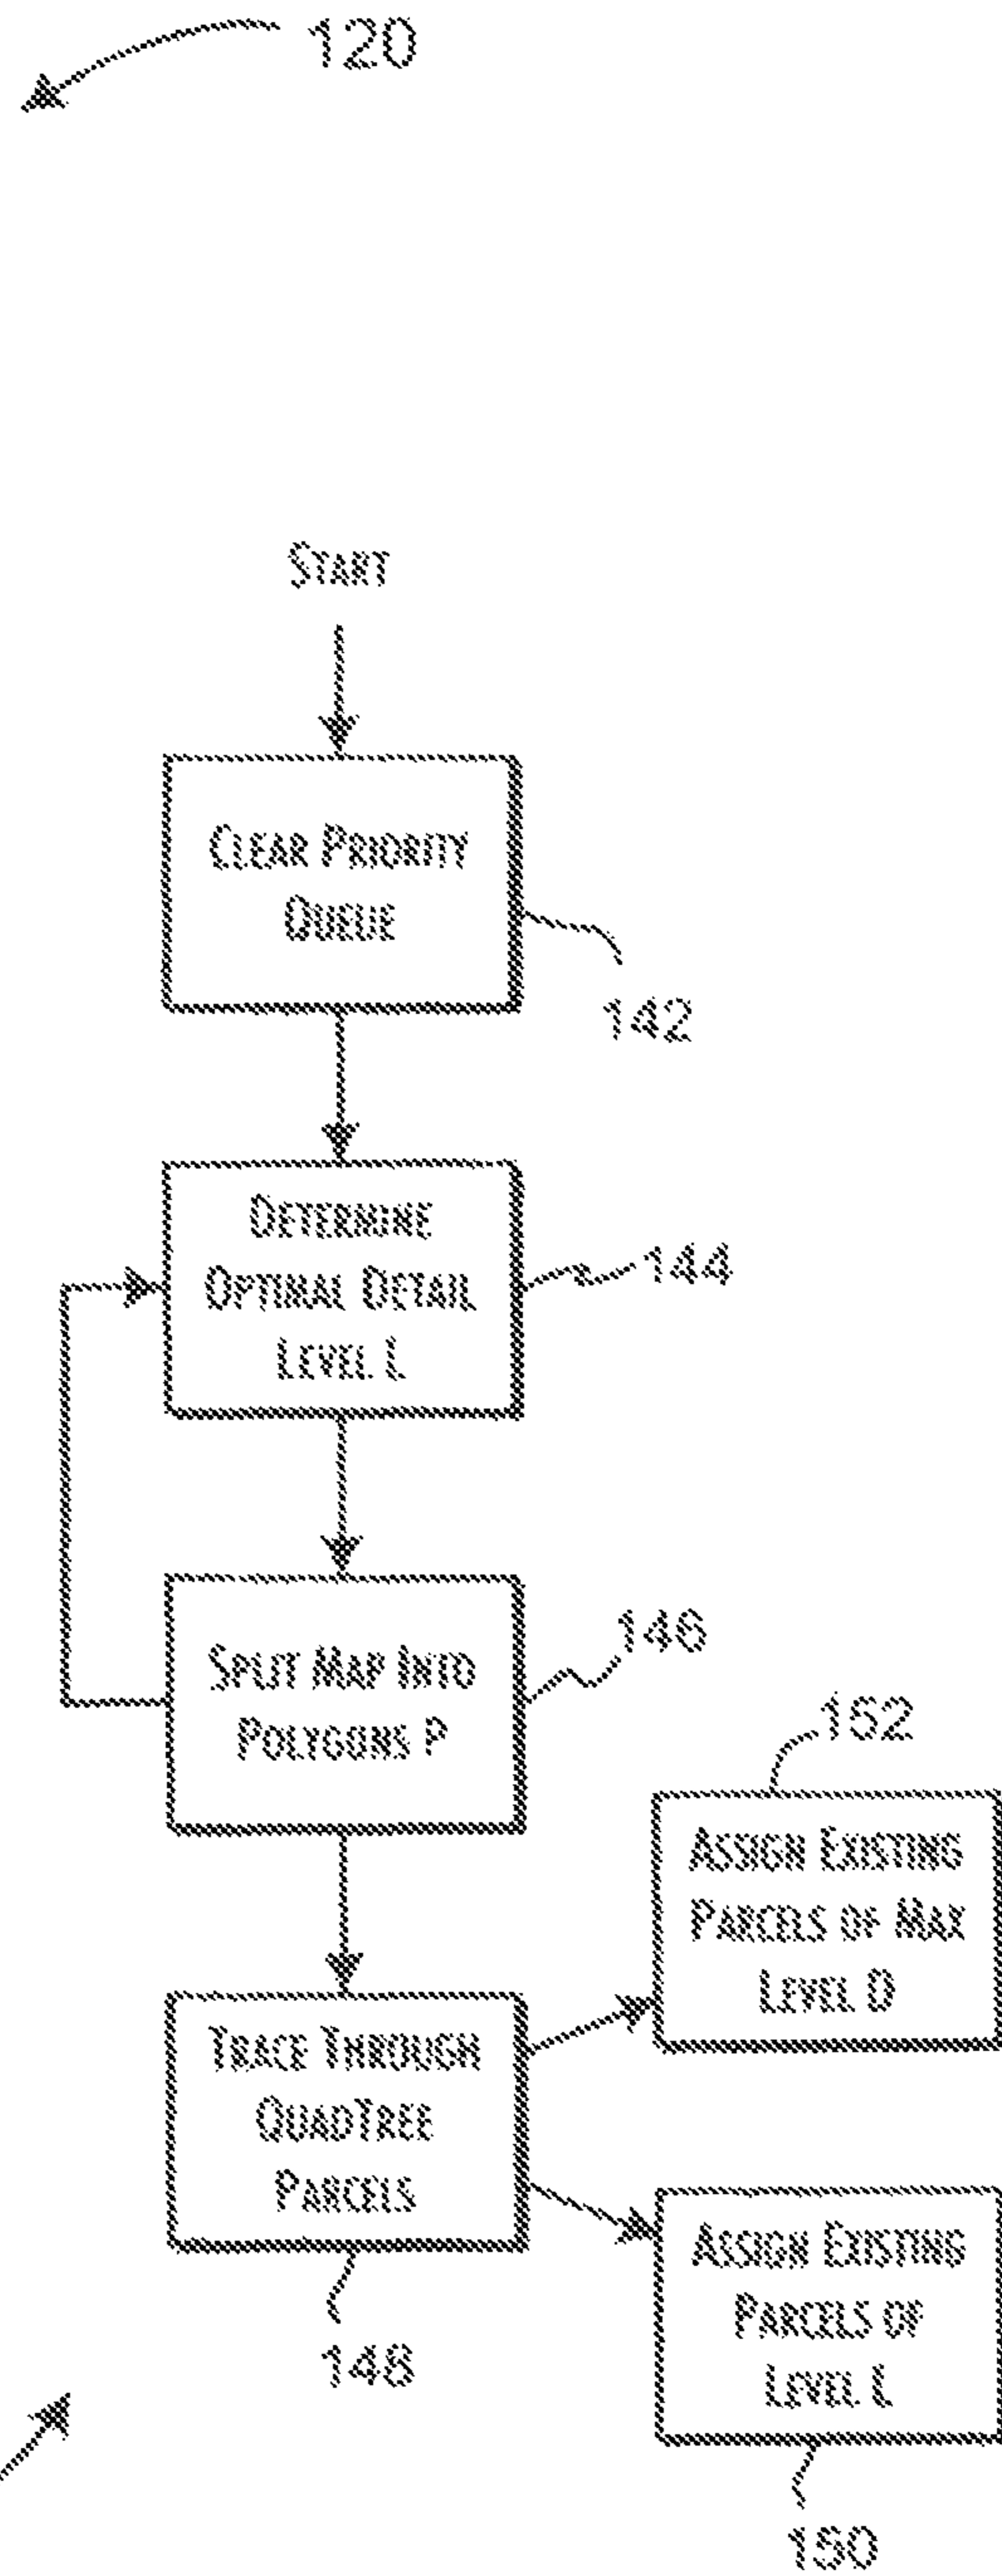 120
START
CLEAR PRIORITY
QUEUE
142
DETERMINE
OPTIMAL DETAIL
LEVEL L
144
SPLIT MAP INTO
POLYGONS P
146
152
ASSIGN EXISTING
PARCELS OF MAX
LEVEL D
TRACE THROUGH
QUADTREE
PARCELS
148
ASSIGN EXISTING
PARCELS OF
LEVEL L
150